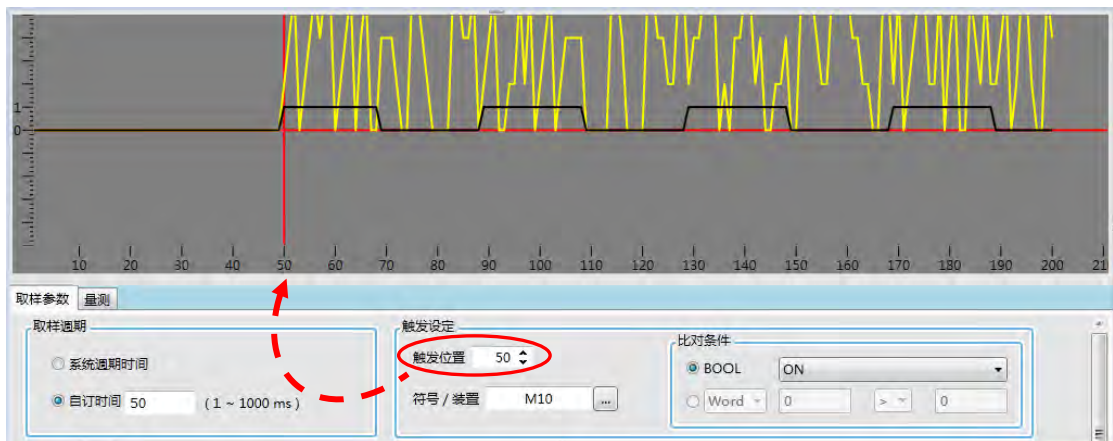 1
0
10 20 30 40 50 60 70 80 90 100 110 120 130 140 150 160 170 180 190 200 21
取样参数 量测
取样週期
系统週期时间
自订时间 50 ( 1 ~ 1000 ms )
触发设定
触发位置 50
符号 / 装置 M10 ...
比对条件
BOOL ON
Word 0 > 0